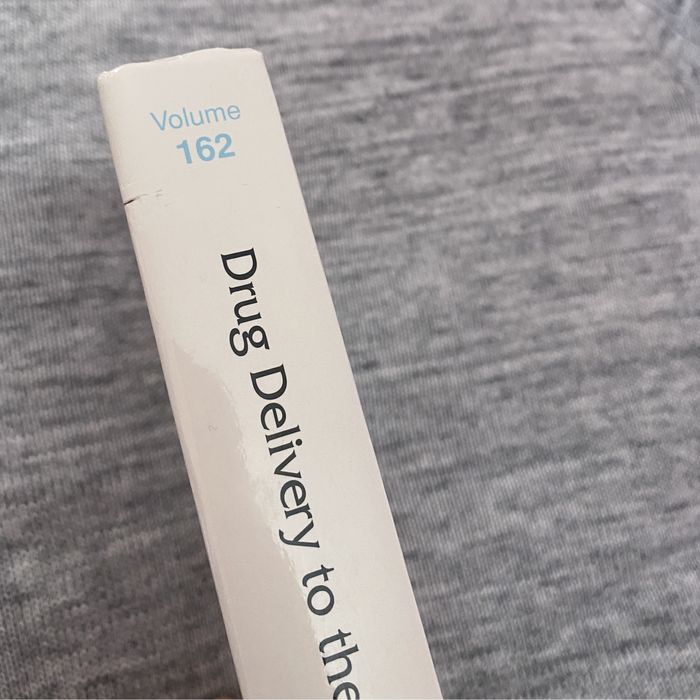 Volume
162
Drug Delivery to the